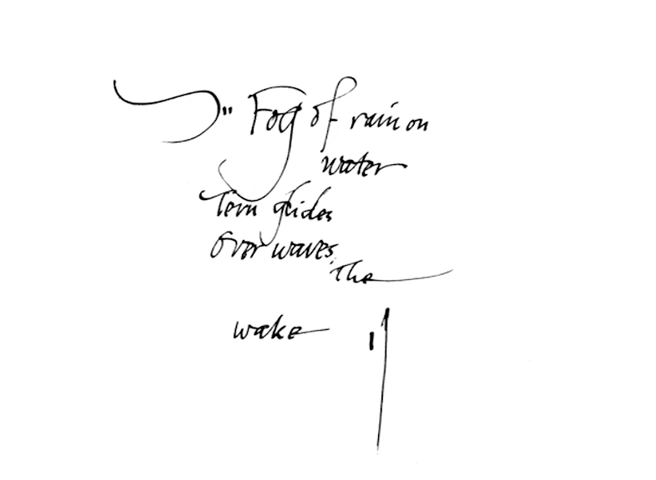 "Fog of rain on
water
Tern glides
Over waves,
the
wake"